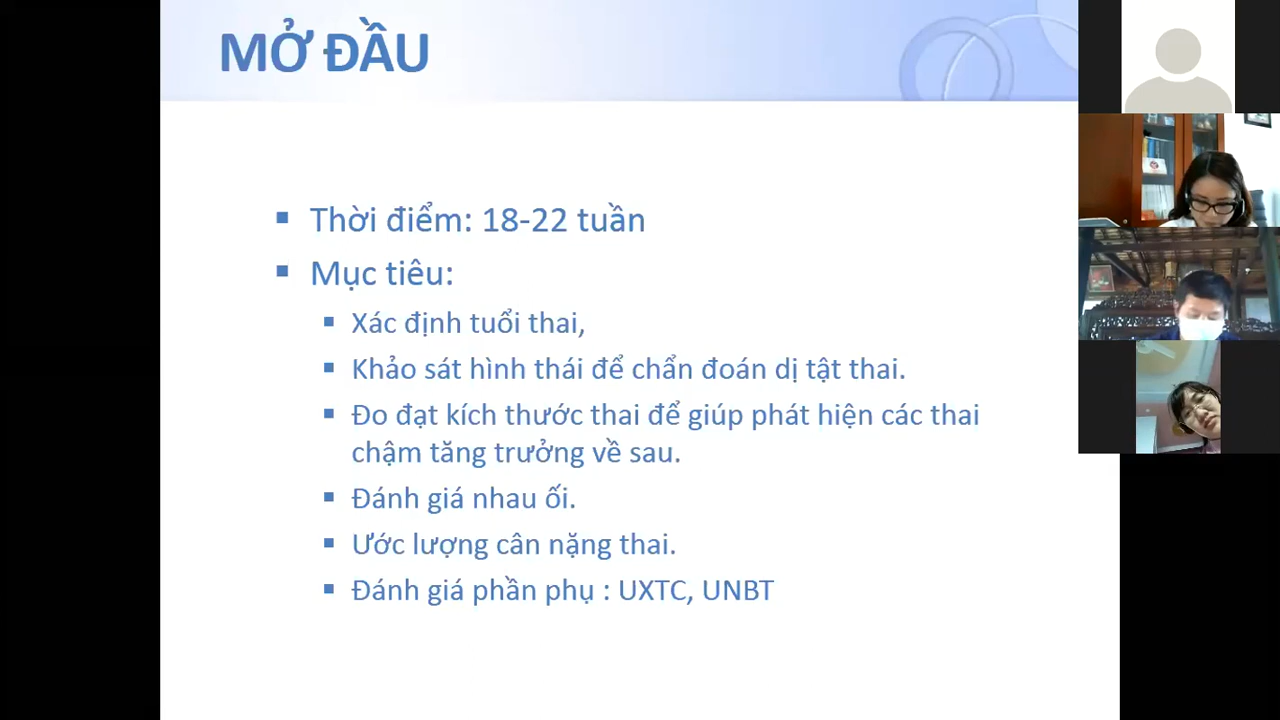 MỞ ĐẦU
Thời điểm: 18-22 tuần
Mục tiêu:
Xác định tuổi thai,
Khảo sát hình thái để chẩn đoán dị tật thai.
Đo đạt kích thước thai để giúp phát hiện các thai
chậm tăng trưởng về sau.
Đánh giá nhau ối.
Ước lượng cân nặng thai.
Đánh giá phần phụ : UXTC, UNBT